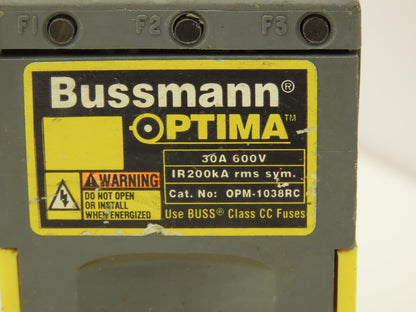 F1 F2 F3
Bussmann®
OPTIMA™
30A 600V
IR200kA rms sym.
Cat. No: OPM-1038RC
Use BUSS® Class CC Fuses
WARNING
DO NOT OPEN
OR INSTALL
WHEN ENERGIZED